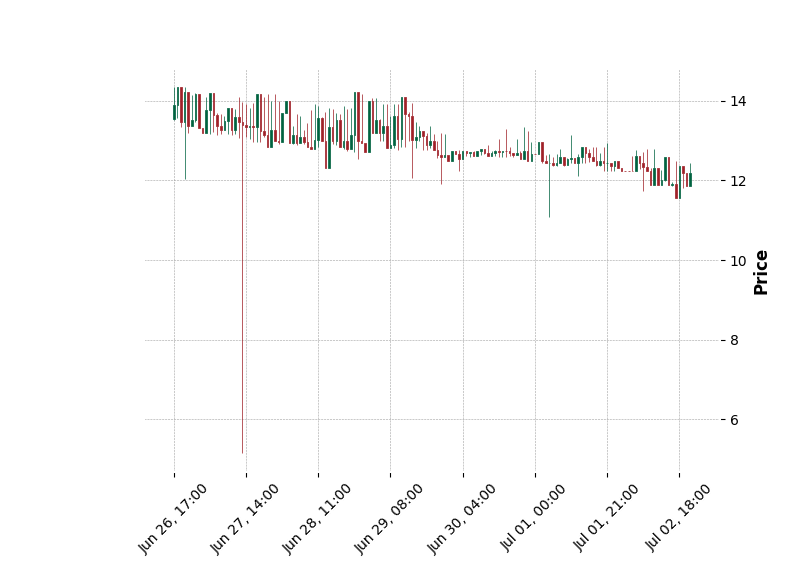 14
12
10
8
6
Price
Jun 26, 17:00
Jun 27, 14:00
Jun 28, 11:00
Jun 29, 08:00
Jun 30, 04:00
Jul 01, 00:00
Jul 01, 21:00
Jul 02, 18:00